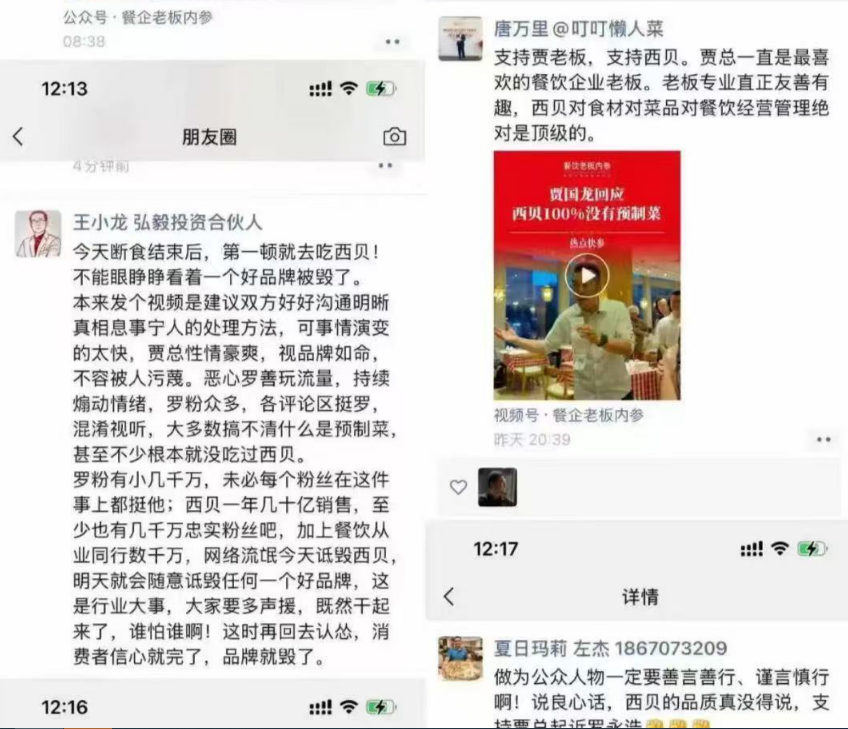 公众号·餐企老板内参
08:38
12:13
朋友圈
4分钟前
王小龙 弘毅投资合伙人
今天断食结束后，第一顿就去吃西贝！
不能眼睁睁看着一个好品牌被毁了。
本来发个视频是建议双方好好沟通明晰
真相息事宁人的处理方法，可事情演变
的太快，贾总性情豪爽，视品牌如命，
不容被人污蔑。恶心罗善玩流量，持续
煽动情绪，罗粉众多，各评论区挺罗，
混淆视听，大多数搞不清什么是预制菜，
甚至不少根本就没吃过西贝。
罗粉有小几千万，未必每个粉丝在这件
事上都挺他；西贝一年几十亿销售，至
少也有几千万忠实粉丝吧，加上餐饮从
业同行数千万，网络流氓今天诋毁西贝，
明天就会随意诋毁任何一个好品牌，这
是行业大事，大家要多声援，既然干起
来了，谁怕谁啊！这时再回去认怂，消
费者信心就完了，品牌就毁了。
12:16
唐万里@叮叮懒人菜
支持贾老板，支持西贝。贾总一直是最喜
欢的餐饮企业老板。老板专业直正友善有
趣，西贝对食材对菜品对餐饮经营管理绝
对是顶级的。
餐饮老板内参
贾国龙回应
西贝100%没有预制菜
热点快参
视频号·餐企老板内参
昨天 20:39
12:17
详情
夏日玛莉 左杰 1867073209
做为公众人物一定要善言善行、谨言慎行
啊！说良心话，西贝的品质真没得说，支
持贾总起诉罗永浩